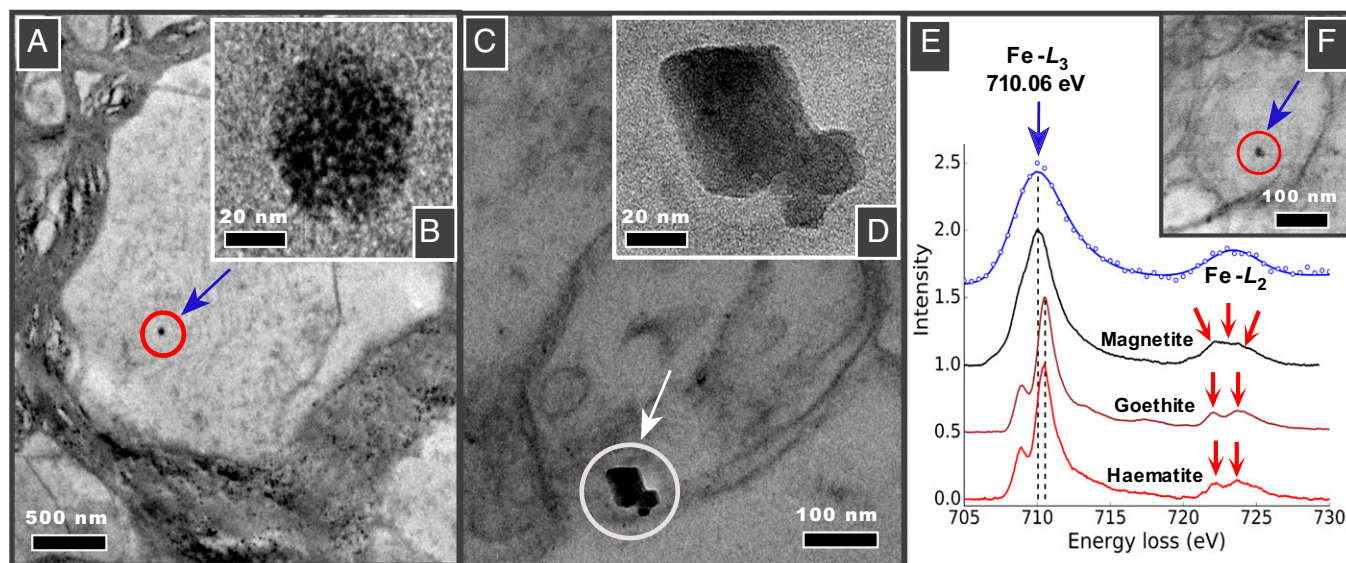 A
20 nm
B
500 nm
C
20 nm
D
100 nm
E
Fe-L3
710.06 eV
F
100 nm
Intensity
2.5
2.0
1.5
1.0
0.5
0.0
Fe-L2
Magnetite
Goethite
Haematite
705 710 715 720 725 730
Energy loss (eV)